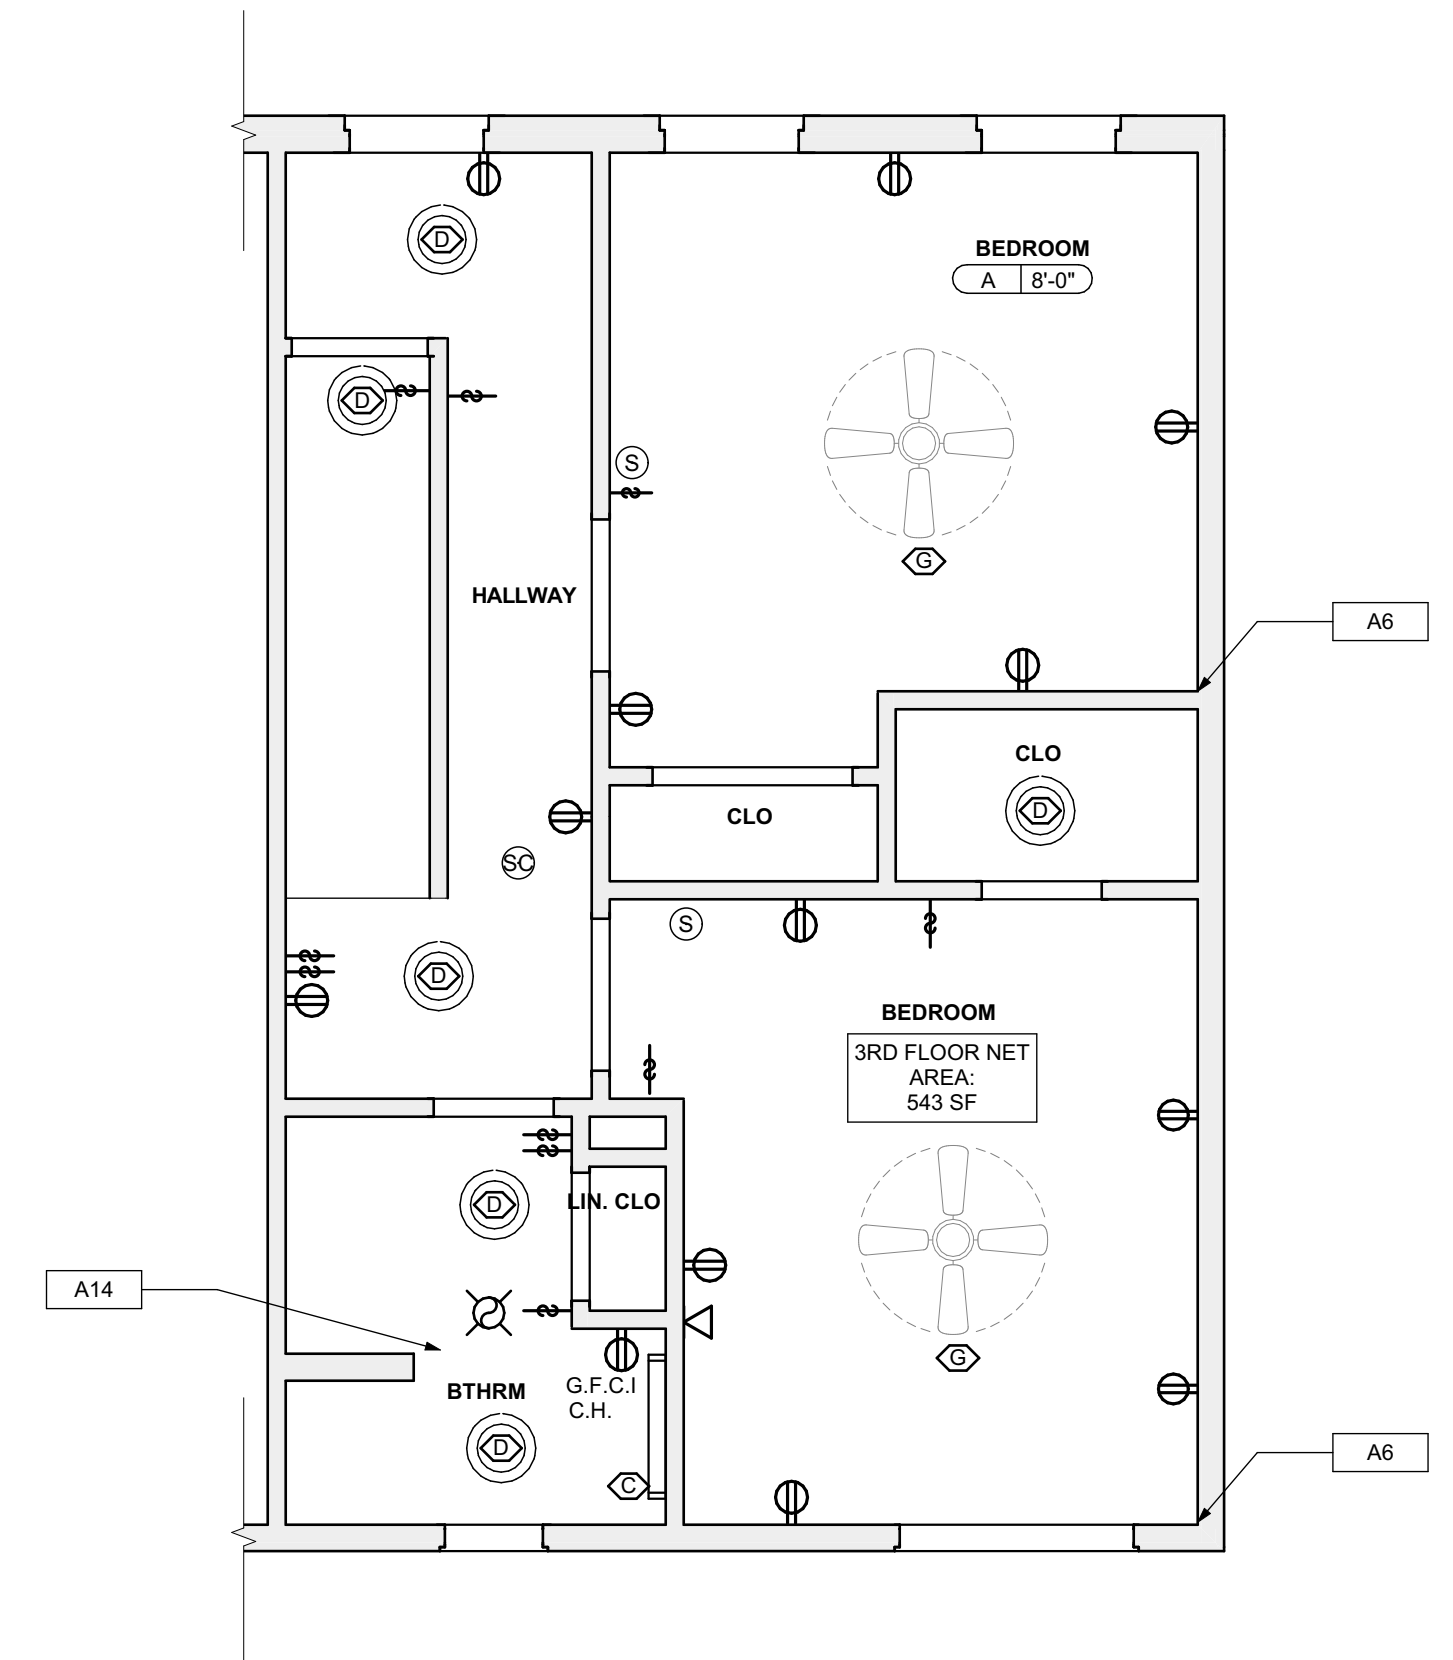 D
BEDROOM
A 8'-0"
D
S
G
HALLWAY
A6
CLO
D
CLO
SC
S
D
BEDROOM
3RD FLOOR NET
AREA:
543 SF
D
LIN. CLO
A14
G
BTHRM
G.F.C.I
C.H.
D
C
A6